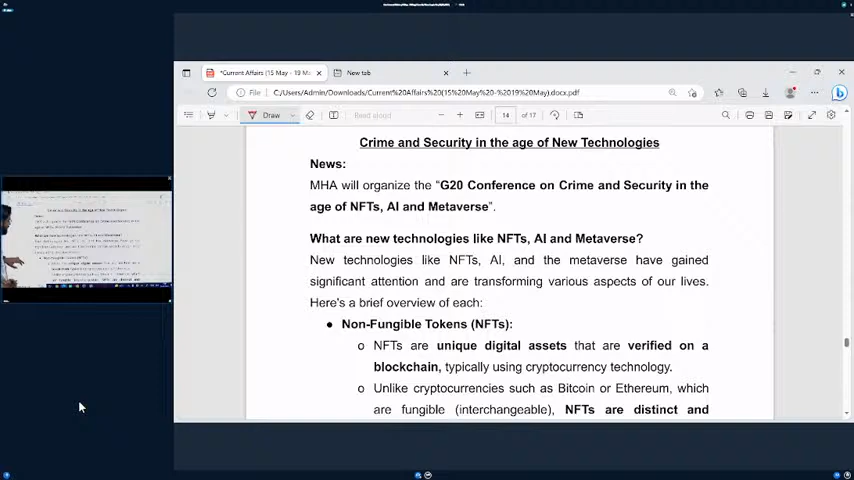 *Current Affairs (15 May - 19 Ma
New tab
File
C:/Users/Admin/Downloads/Current%20Affairs%20(15%20May%20-%2019%20May).docx.pdf
Draw
Read aloud
14
of 17
Crime and Security in the age of New Technologies
News:
MHA will organize the “G20 Conference on Crime and Security in the
age of NFTs, AI and Metaverse”.
What are new technologies like NFTs, AI and Metaverse?
New technologies like NFTs, AI, and the metaverse have gained
significant attention and are transforming various aspects of our lives.
Here's a brief overview of each:
● Non-Fungible Tokens (NFTs):
o NFTs are unique digital assets that are verified on a
blockchain, typically using cryptocurrency technology.
o Unlike cryptocurrencies such as Bitcoin or Ethereum, which
are fungible (interchangeable), NFTs are distinct and